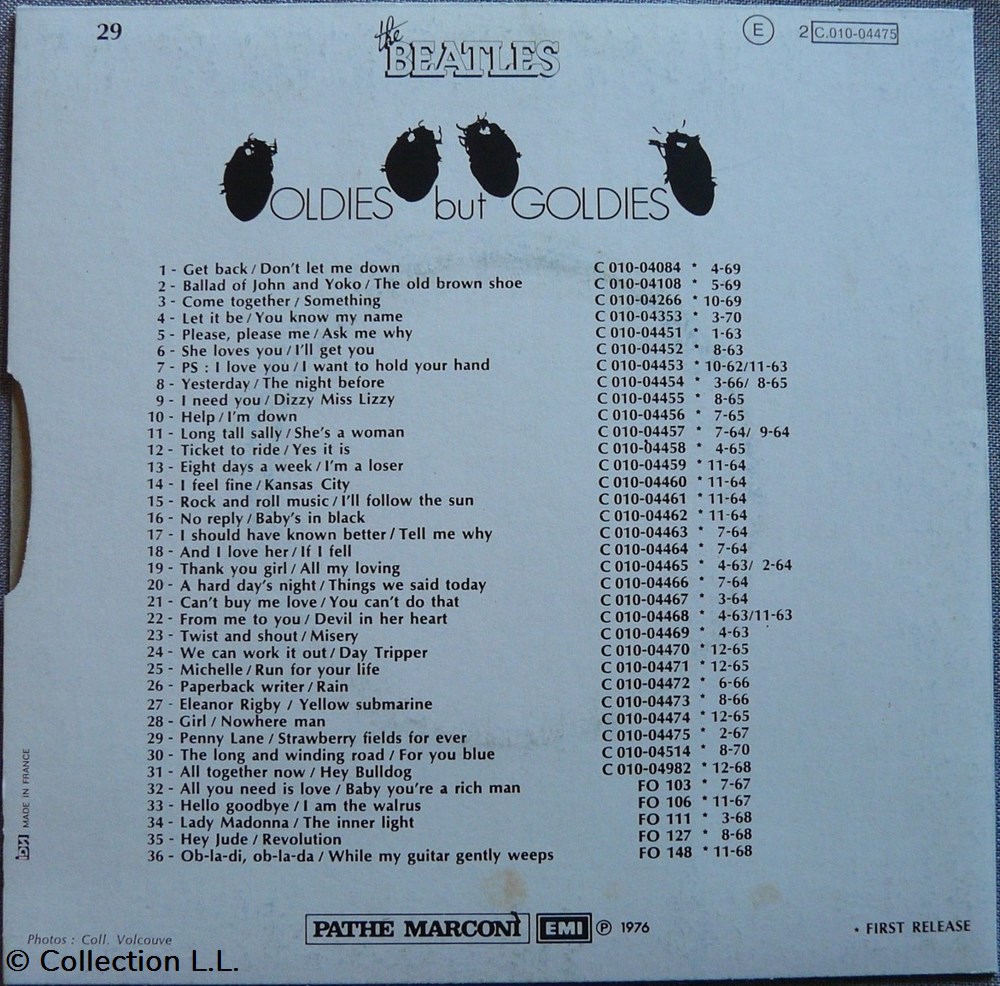 29
the BEATLES
E 2 C.010-04475
OLDIES but GOLDIES
1 - Get back / Don't let me down C 010-04084 * 4-69
2 - Ballad of John and Yoko / The old brown shoe C 010-04108 * 5-69
3 - Come together / Something C 010-04266 * 10-69
4 - Let it be / You know my name C 010-04353 * 3-70
5 - Please, please me / Ask me why C 010-04451 * 1-63
6 - She loves you / I'll get you C 010-04452 * 8-63
7 - PS : I love you / I want to hold your hand C 010-04453 * 10-62/11-63
8 - Yesterday / The night before C 010-04454 * 3-66/ 8-65
9 - I need you / Dizzy Miss Lizzy C 010-04455 * 8-65
10 - Help / I'm down C 010-04456 * 7-65
11 - Long tall sally / She's a woman C 010-04457 * 7-64/ 9-64
12 - Ticket to ride / Yes it is C 010-04458 * 4-65
13 - Eight days a week / I'm a loser C 010-04459 * 11-64
14 - I feel fine / Kansas City C 010-04460 * 11-64
15 - Rock and roll music / I'll follow the sun C 010-04461 * 11-64
16 - No reply / Baby's in black C 010-04462 * 11-64
17 - I should have known better / Tell me why C 010-04463 * 7-64
18 - And I love her / If I fell C 010-04464 * 7-64
19 - Thank you girl / All my loving C 010-04465 * 4-63/ 2-64
20 - A hard day's night / Things we said today C 010-04466 * 7-64
21 - Can't buy me love / You can't do that C 010-04467 * 3-64
22 - From me to you / Devil in her heart C 010-04468 * 4-63/11-63
23 - Twist and shout / Misery C 010-04469 * 4-63
24 - We can work it out / Day Tripper C 010-04470 * 12-65
25 - Michelle / Run for your life C 010-04471 * 12-65
26 - Paperback writer / Rain C 010-04472 * 6-66
27 - Eleanor Rigby / Yellow submarine C 010-04473 * 8-66
28 - Girl / Nowhere man C 010-04474 * 12-65
29 - Penny Lane / Strawberry fields for ever C 010-04475 * 2-67
30 - The long and winding road / For you blue C 010-04514 * 8-70
31 - All together now / Hey Bulldog C 010-04982 * 12-68
32 - All you need is love / Baby you're a rich man FO 103 * 7-67
33 - Hello goodbye / I am the walrus FO 106 * 11-67
34 - Lady Madonna / The inner light FO 111 * 3-68
35 - Hey Jude / Revolution FO 127 * 8-68
36 - Ob-la-di, ob-la-da / While my guitar gently weeps FO 148 * 11-68
MADE IN FRANCE
PATHE MARCONI EMI ℗ 1976
* FIRST RELEASE
Photos : Coll. Volcouve
© Collection L.L.